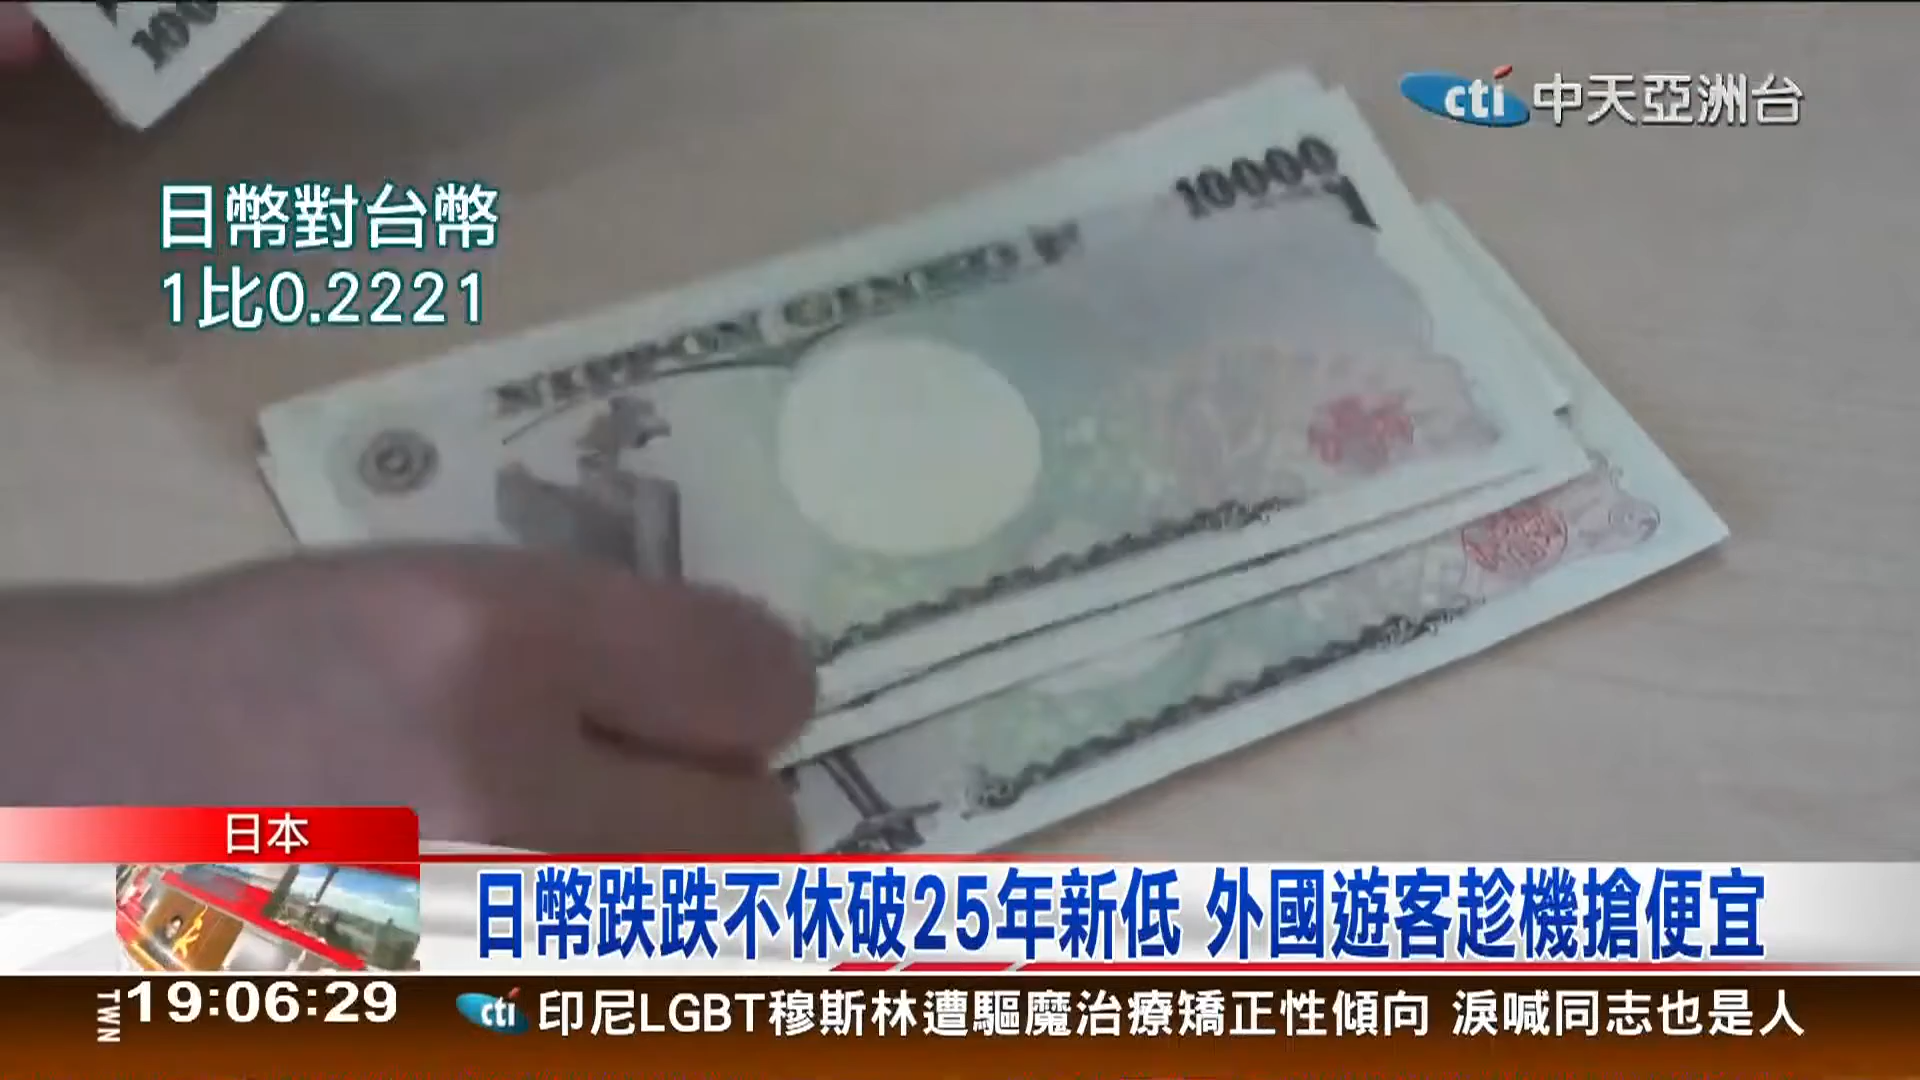 100
cti 中天亞洲台
日幣對台幣
1比0.2221
10000
NIPPON GINKO
日本
日幣跌跌不休破25年新低 外國遊客趁機搶便宜
TWN 19:06:29
cti 印尼LGBT穆斯林遭驅魔治療矯正性傾向 淚喊同志也是人